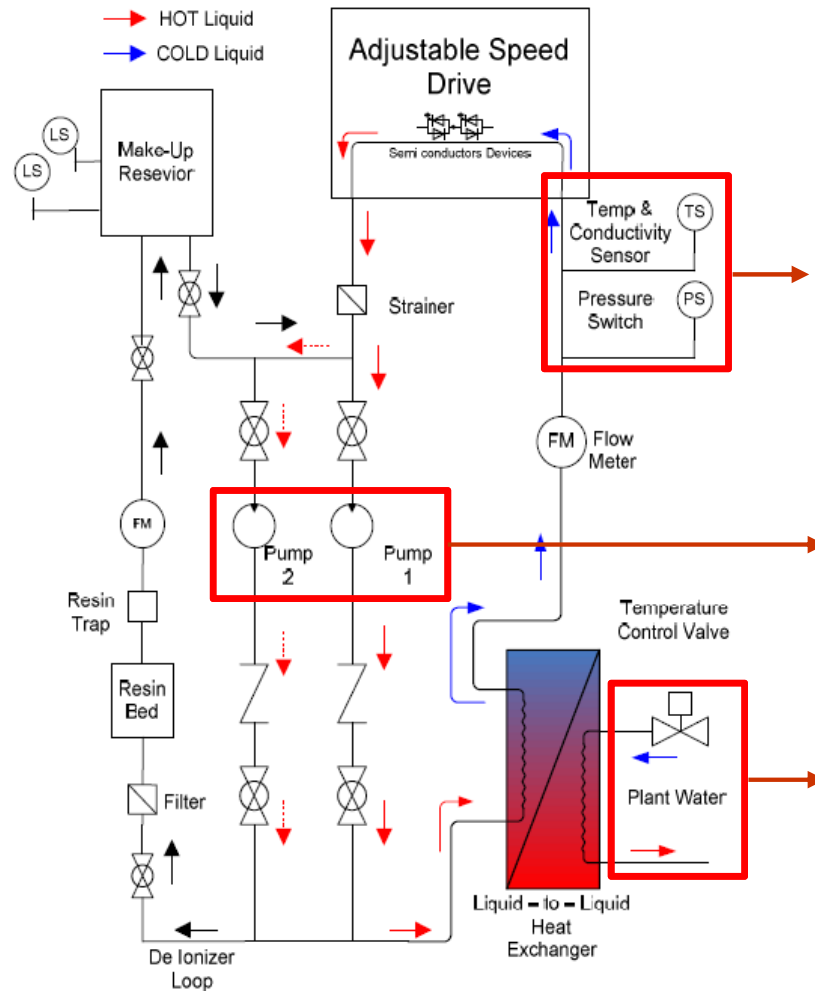 HOT Liquid
COLD Liquid
Adjustable Speed
Drive
Semi conductors Devices
LS
LS
Make-Up
Resevior
Temp &
Conductivity
Sensor
TS
Pressure
Switch
PS
Strainer
FM
Flow
Meter
FM
Pump
2
Pump
1
Resin
Trap
Temperature
Control Valve
Resin
Bed
Plant Water
Filter
Liquid - to - Liquid
Heat
Exchanger
De Ionizer
Loop